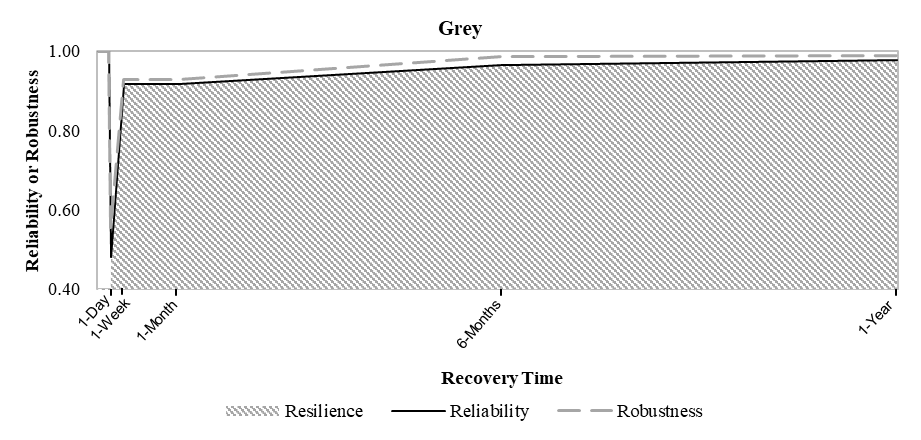 Grey
Reliability or Robustness
1.00
0.80
0.60
0.40
1-Day
1-Week
1-Month
6-Months
1-Year
Recovery Time
Resilience Reliability Robustness